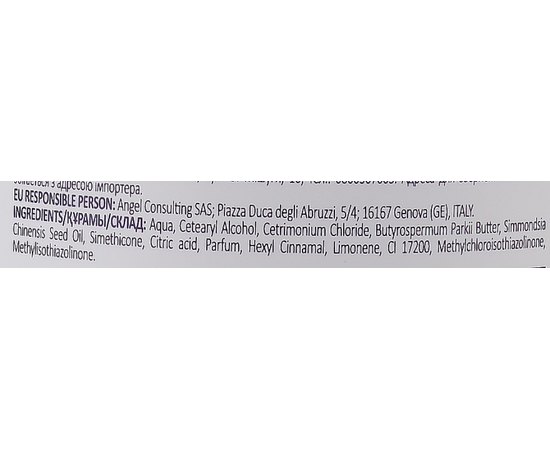 з адресою імпортера.
EU RESPONSIBLE PERSON: Angel Consulting SAS; Piazza Duca degli Abruzzi, 5/4; 16167 Genova (GE), ITALY.
INGREDIENTS/ҚҰРАМЫ/СКЛАД: Aqua, Cetearyl Alcohol, Cetrimonium Chloride, Butyrospermum Parkii Butter, Simmondsia
Chinensis Seed Oil, Simethicone, Citric acid, Parfum, Hexyl Cinnamal, Limonene, CI 17200, Methylchloroisothiazolinone,
Methylisothiazolinone.